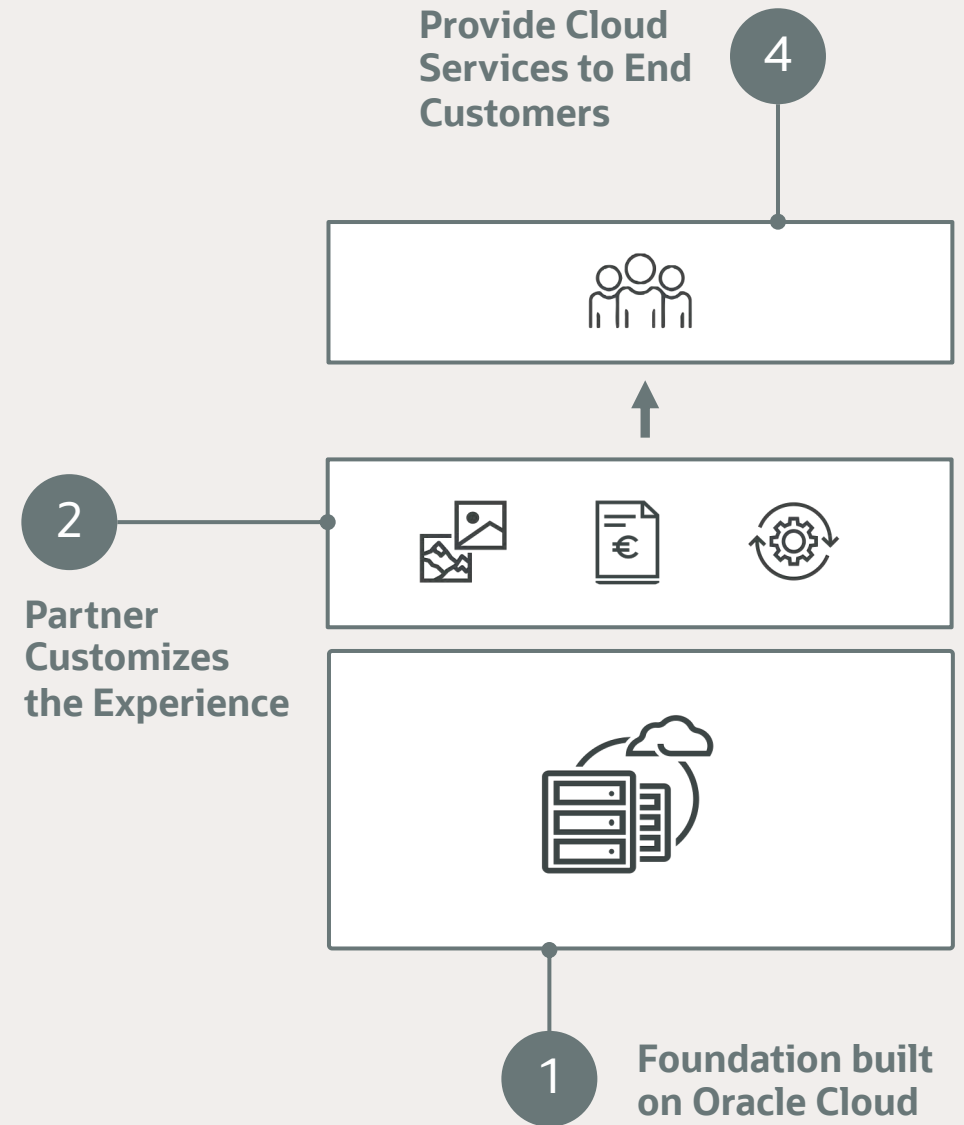 Provide Cloud
Services to End
Customers
4
2
Partner
Customizes
the Experience
€
1
Foundation built
on Oracle Cloud